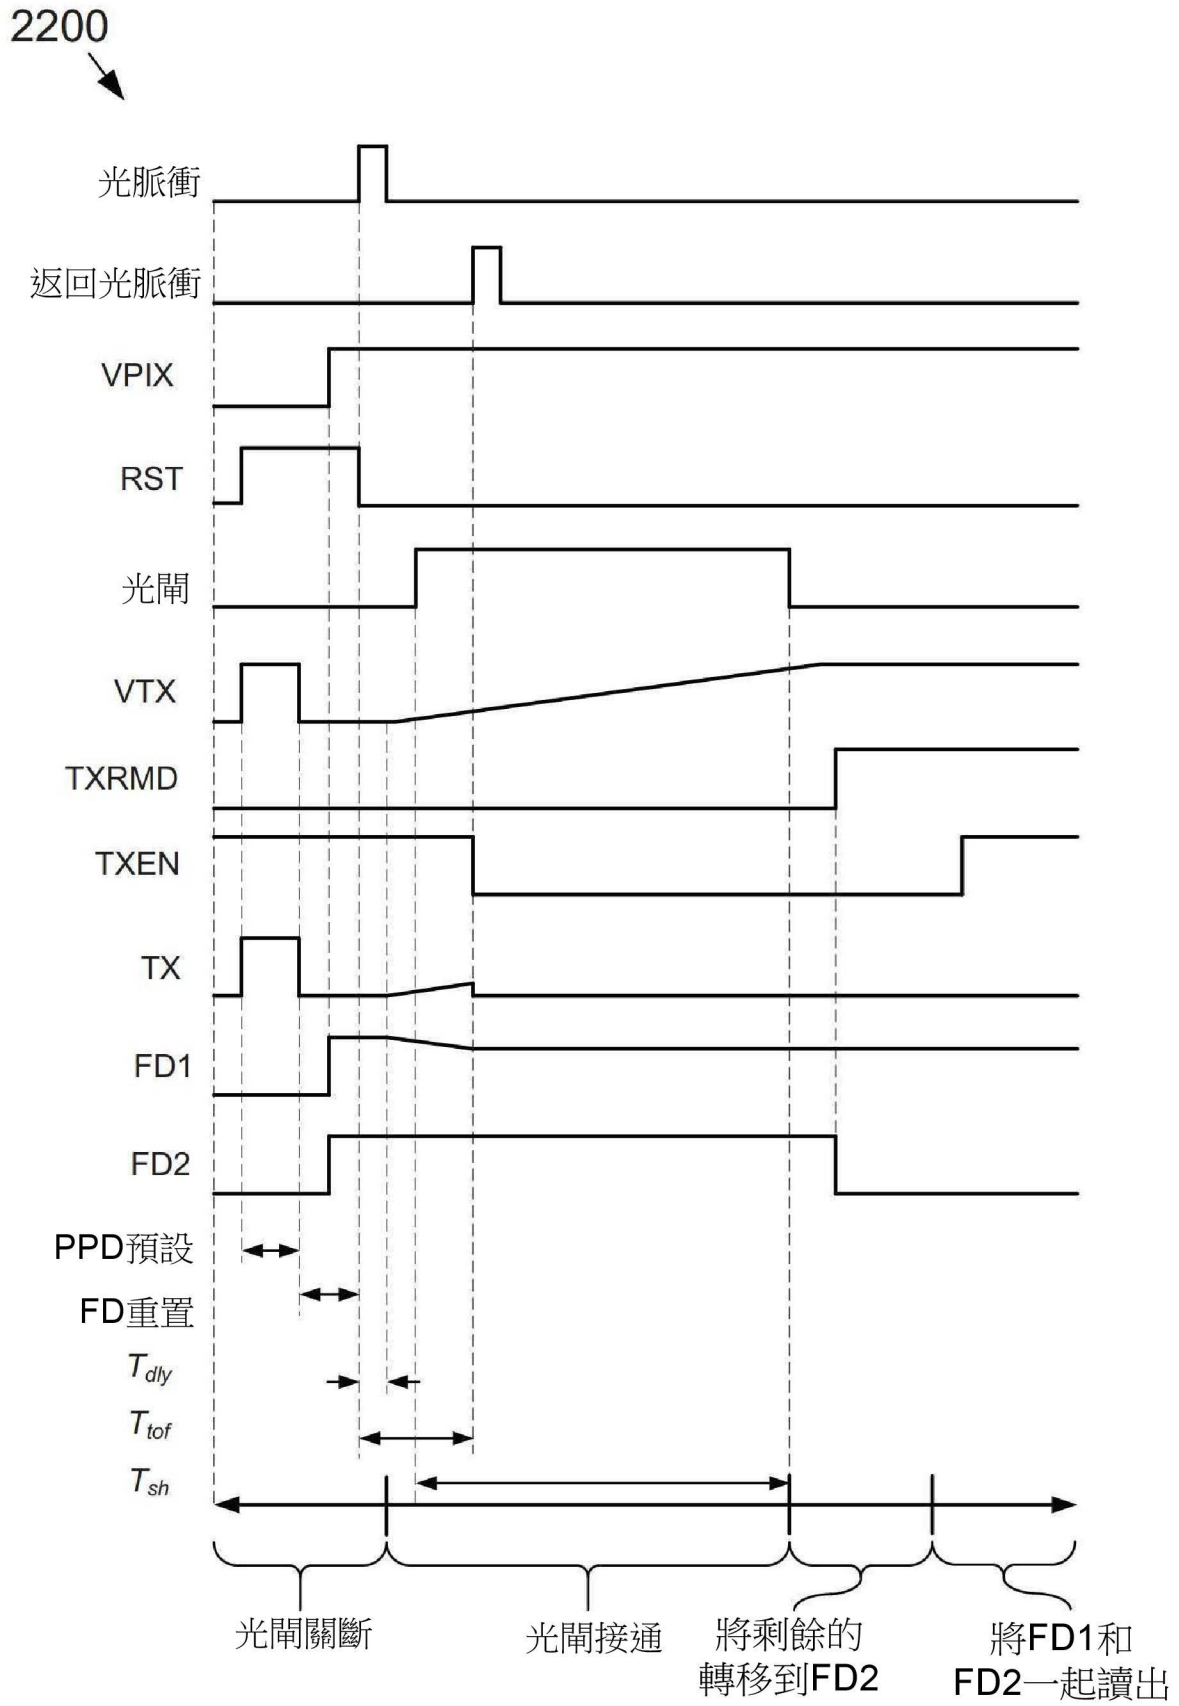 2200
光脈衝
返回光脈衝
VPIX
RST
光閘
VTX
TXRMD
TXEN
TX
FD1
FD2
PPD預設
FD重置
Tdly
Ttof
Tsh
光閘關斷
光閘接通
將剩餘的
轉移到FD2
將FD1和
FD2一起讀出